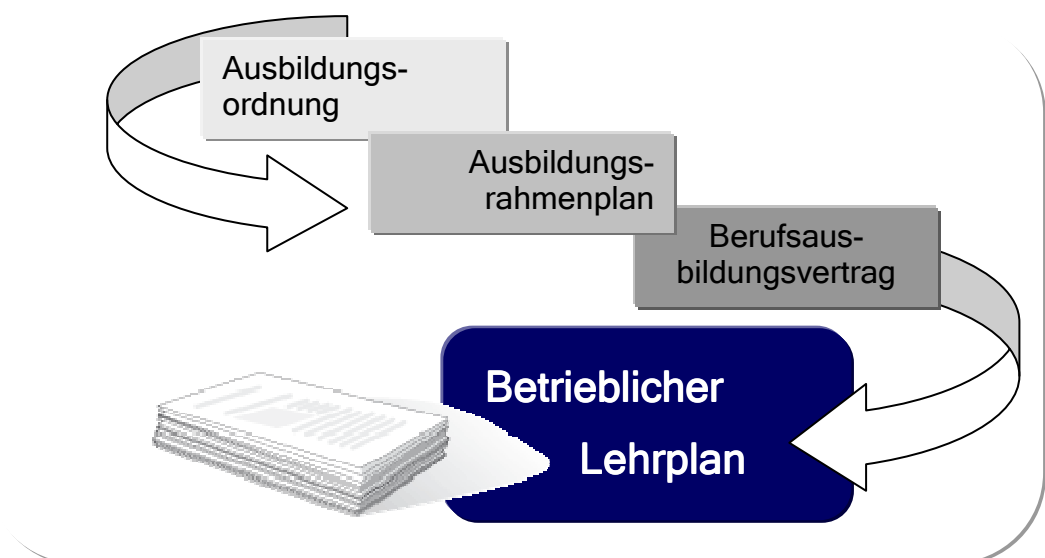 Ausbildungs-
ordnung
Ausbildungs-
rahmenplan
Berufsaus-
bildungsvertrag
Betrieblicher
Lehrplan